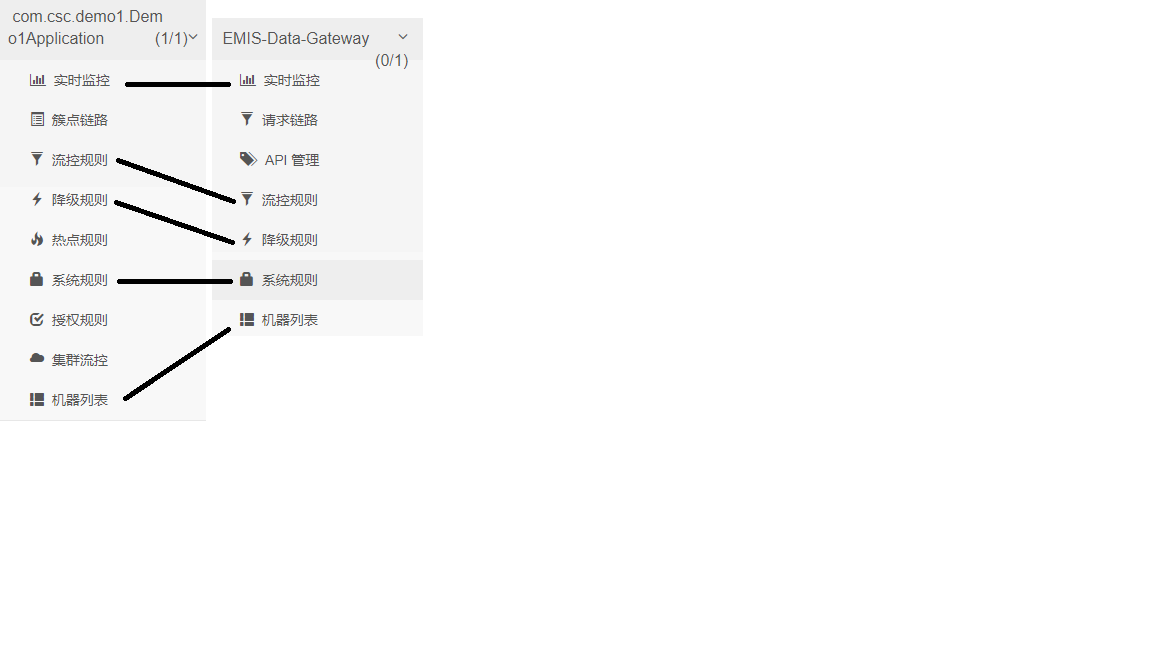 com.csc.demo1.Dem
o1Application (1/1)
实时监控
簇点链路
流控规则
降级规则
热点规则
系统规则
授权规则
集群流控
机器列表
EMIS-Data-Gateway
(0/1)
实时监控
请求链路
API 管理
流控规则
降级规则
系统规则
机器列表